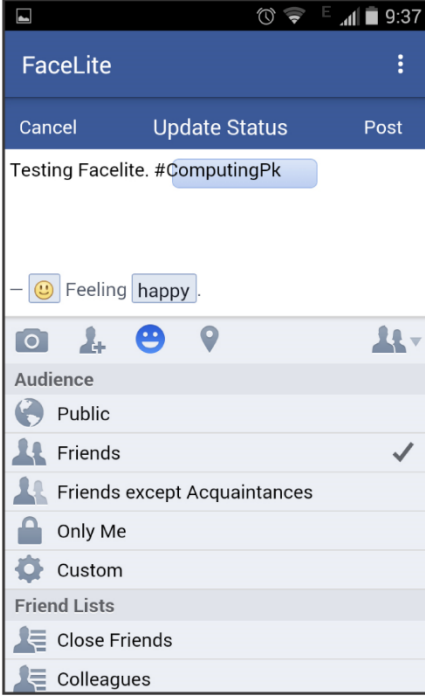 E 9:37
FaceLite
Cancel Update Status Post
Testing Facelite. #ComputingPk
– 🙂 Feeling happy.
Audience
Public
Friends
Friends except Acquaintances
Only Me
Custom
Friend Lists
Close Friends
Colleagues